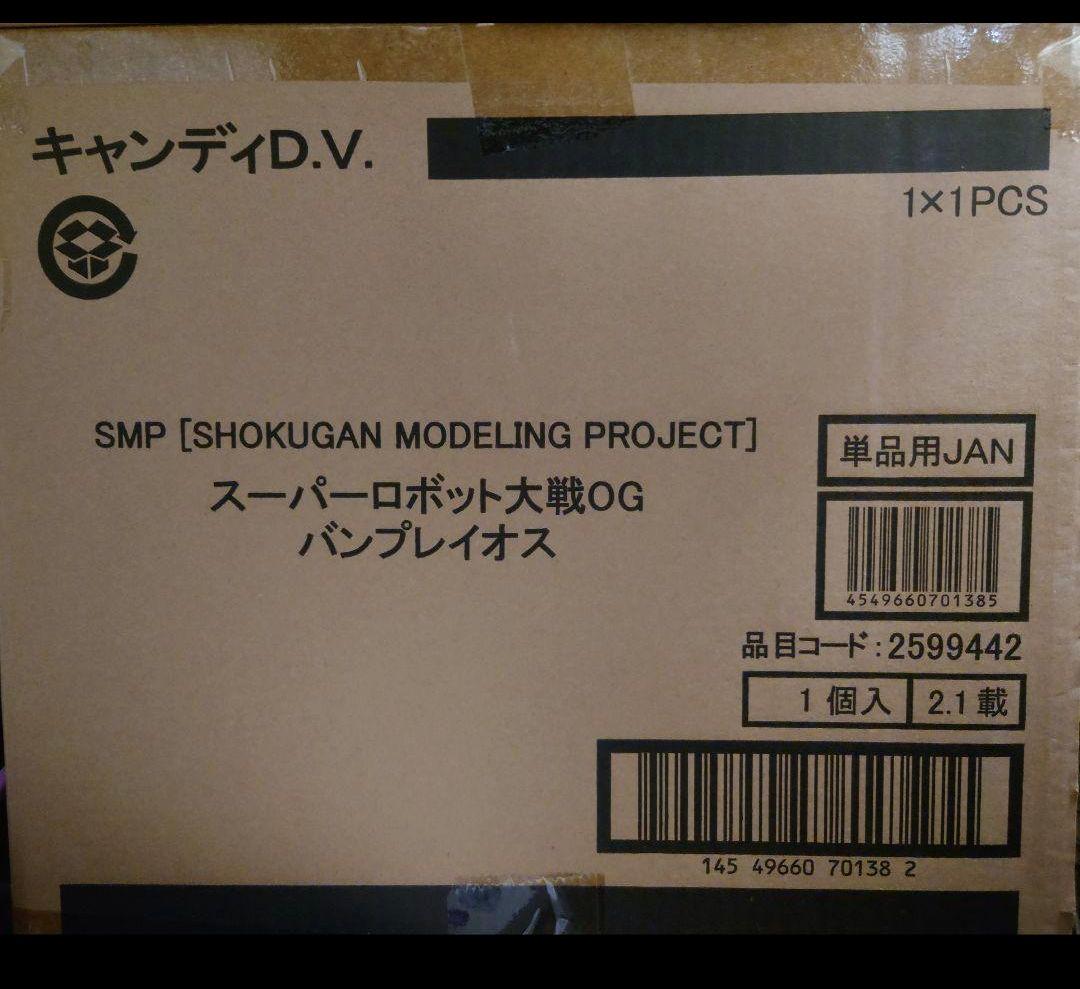 キャンディD.V.
1×1PCS
SMP [SHOKUGAN MODELING PROJECT]
スーパーロボット大戦OG
バンプレイオス
単品用JAN
4549660701385
品目コード:2599442
1 個入
2.1 載
145 49660 70138 2